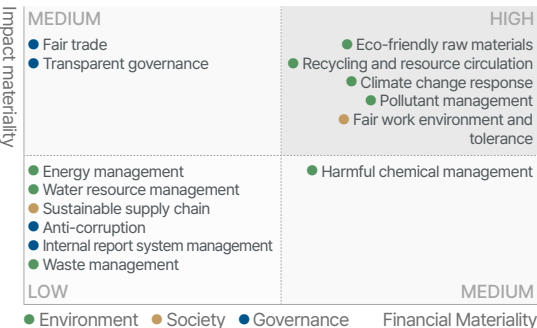 Impact materiality
MEDIUM
Fair trade
Transparent governance
HIGH
Eco-friendly raw materials
Recycling and resource circulation
Climate change response
Pollutant management
Fair work environment and
tolerance
Energy management
Water resource management
Sustainable supply chain
Anti-corruption
Internal report system management
Waste management
LOW
Harmful chemical management
MEDIUM
Environment Society Governance Financial Materiality